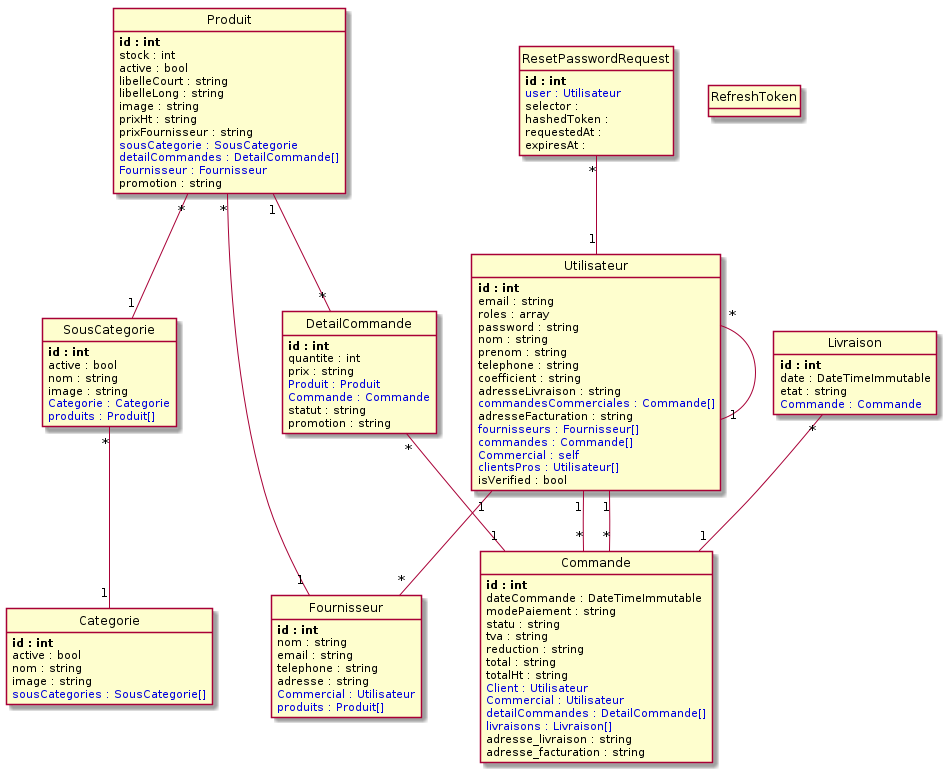 Produit
id : int
stock : int
active : bool
libelleCourt : string
libelleLong : string
image : string
prixHt : string
prixFournisseur : string
sousCategorie : SousCategorie
detailCommandes : DetailCommande[]
Fournisseur : Fournisseur
promotion : string
ResetPasswordRequest
id : int
user : Utilisateur
selector :
hashedToken :
requestedAt :
expiresAt :
RefreshToken
*
*
1
*
1
1
*
Utilisateur
id : int
email : string
roles : array
password : string
nom : string
prenom : string
telephone : string
coefficient : string
adresseLivraison : string
commandesCommerciales : Commande[]
adresseFacturation : string
fournisseurs : Fournisseur[]
commandes : Commande[]
Commercial : self
clientsPros : Utilisateur[]
isVerified : bool
*
1
SousCategorie
id : int
active : bool
nom : string
image : string
Categorie : Categorie
produits : Produit[]
DetailCommande
id : int
quantite : int
prix : string
Produit : Produit
Commande : Commande
statut : string
promotion : string
Livraison
id : int
date : DateTimeImmutable
etat : string
Commande : Commande
*
*
*
1
1
1
1
*
*
1
1
1
*
Categorie
id : int
active : bool
nom : string
image : string
sousCategories : SousCategorie[]
Fournisseur
id : int
nom : string
email : string
telephone : string
adresse : string
Commercial : Utilisateur
produits : Produit[]
Commande
id : int
dateCommande : DateTimeImmutable
modePaiement : string
statu : string
tva : string
reduction : string
total : string
totalHt : string
Client : Utilisateur
Commercial : Utilisateur
detailCommandes : DetailCommande[]
livraisons : Livraison[]
adresse_livraison : string
adresse_facturation : string